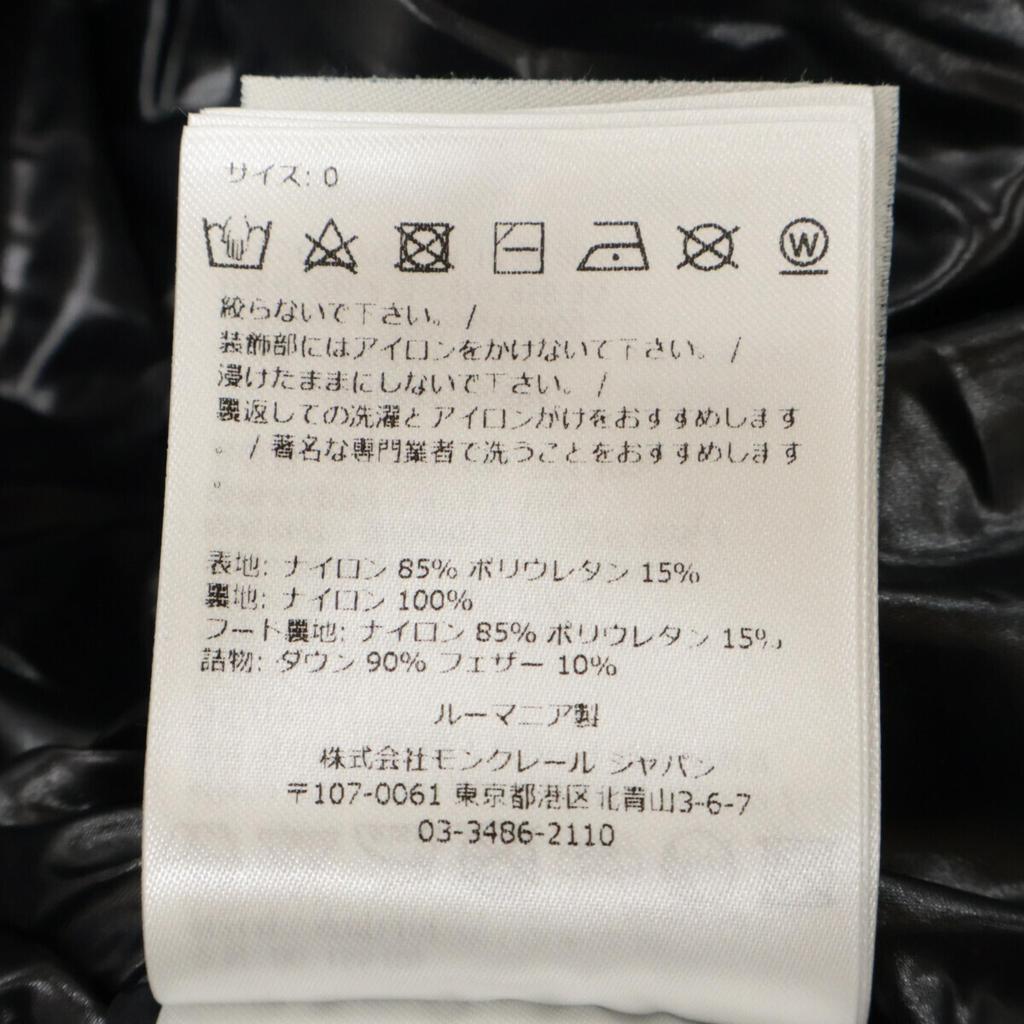 サイズ: 0
W
絞らないで下さい。 /
装飾部にはアイロンをかけないで下さい。 /
浸けたままにしないで下さい。 /
裏返しての洗濯とアイロンがけをおすすめします
。 / 著名な専門業者で洗うことをおすすめします
。
表地: ナイロン 85% ポリウレタン 15%
裏地: ナイロン 100%
フード裏地: ナイロン 85% ポリウレタン 15%
詰物: ダウン 90% フェザー 10%
ルーマニア製
株式会社モンクレール ジャパン
〒107-0061 東京都港区北青山3-6-7
03-3486-2110